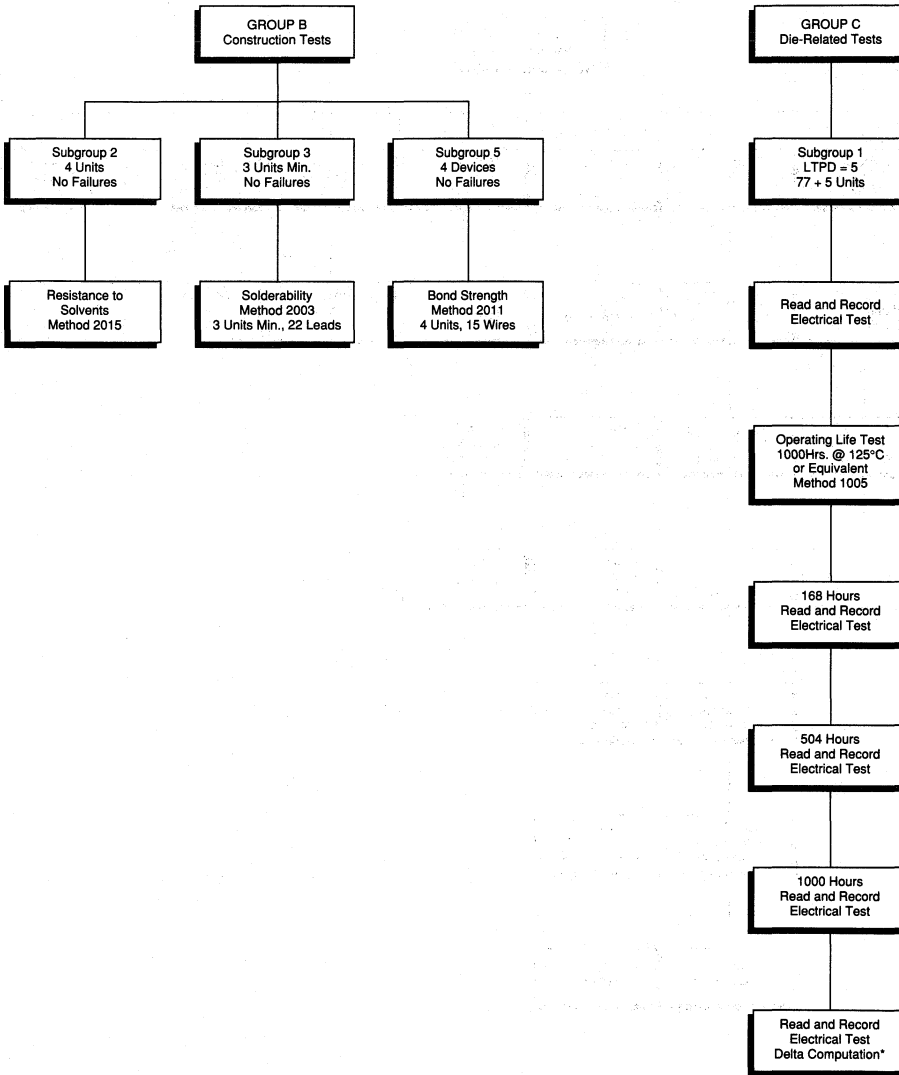 GROUP B
Construction Tests
GROUP C
Die-Related Tests
Subgroup 2
4 Units
No Failures
Subgroup 3
3 Units Min.
No Failures
Subgroup 5
4 Devices
No Failures
Subgroup 1
LTPD = 5
77 + 5 Units
Resistance to
Solvents
Method 2015
Solderability
Method 2003
3 Units Min., 22 Leads
Bond Strength
Method 2011
4 Units, 15 Wires
Read and Record
Electrical Test
Operating Life Test
1000Hrs. @ 125°C
or Equivalent
Method 1005
168 Hours
Read and Record
Electrical Test
504 Hours
Read and Record
Electrical Test
1000 Hours
Read and Record
Electrical Test
Read and Record
Electrical Test
Delta Computation*